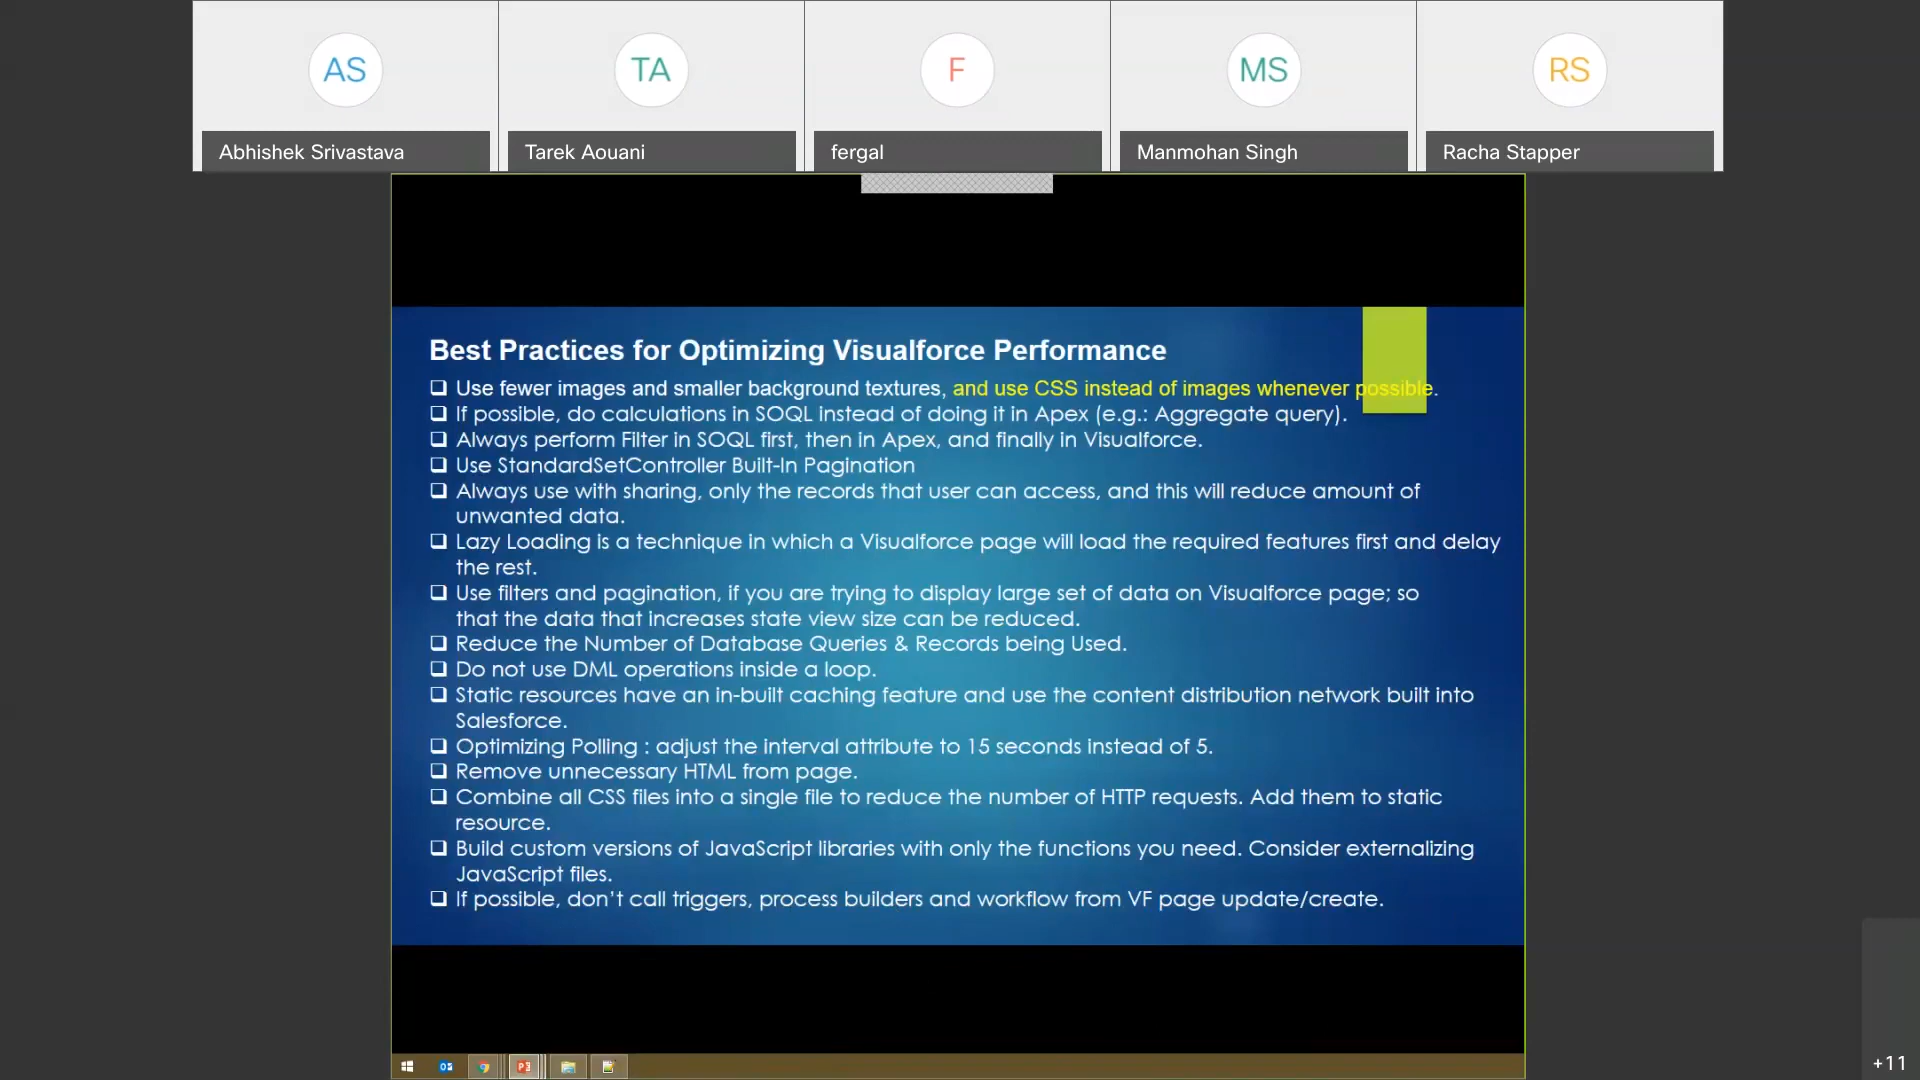 AS
TA
F
MS
RS
Abhishek Srivastava
Tarek Aouani
fergal
Manmohan Singh
Racha Stapper
Best Practices for Optimizing Visualforce Performance
Use fewer images and smaller background textures, and use CSS instead of images whenever possible.
If possible, do calculations in SOQL instead of doing it in Apex (e.g.: Aggregate query).
Always perform Filter in SOQL first, then in Apex, and finally in Visualforce.
Use StandardSetController Built-In Pagination
Always use with sharing, only the records that user can access, and this will reduce amount of
unwanted data.
Lazy Loading is a technique in which a Visualforce page will load the required features first and delay
the rest.
Use filters and pagination, if you are trying to display large set of data on Visualforce page; so
that the data that increases state view size can be reduced.
Reduce the Number of Database Queries & Records being Used.
Do not use DML operations inside a loop.
Static resources have an in-built caching feature and use the content distribution network built into
Salesforce.
Optimizing Polling : adjust the interval attribute to 15 seconds instead of 5.
Remove unnecessary HTML from page.
Combine all CSS files into a single file to reduce the number of HTTP requests. Add them to static
resource.
Build custom versions of JavaScript libraries with only the functions you need. Consider externalizing
JavaScript files.
If possible, don't call triggers, process builders and workflow from VF page update/create.
+11